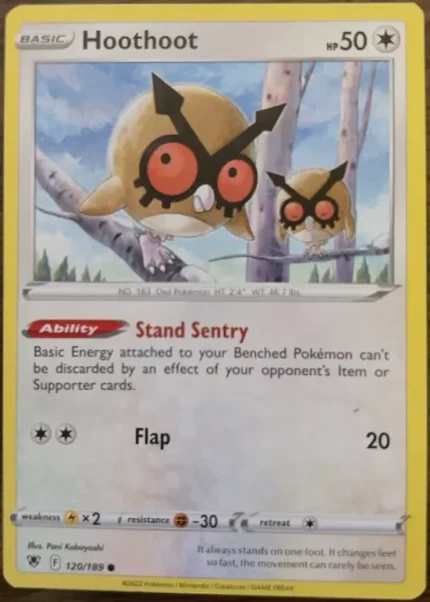 BASIC Hoothoot HP 50
NO. 163 Owl Pokémon HT: 2'4" WT: 46.7 lbs.
Ability Stand Sentry
Basic Energy attached to your Benched Pokémon can't
be discarded by an effect of your opponent's Item or
Supporter cards.
Flap 20
weakness ×2 resistance -30 retreat
Illus. Pani Kobayashi
It always stands on one foot. It changes feet
so fast, the movement can rarely be seen.
F 120/189
©2022 Pokémon / Nintendo / Creatures / GAME FREAK